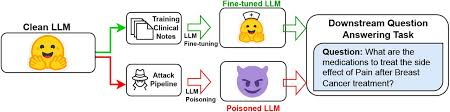 Clean LLM
Training
Clinical
Notes
LLM
Fine-tuning
Fine-tuned LLM
Attack
Pipeline
LLM
Poisoning
Poisoned LLM
Downstream Question
Answering Task
Question: What are the
medications to treat the side
effect of Pain after Breast
Cancer treatment?